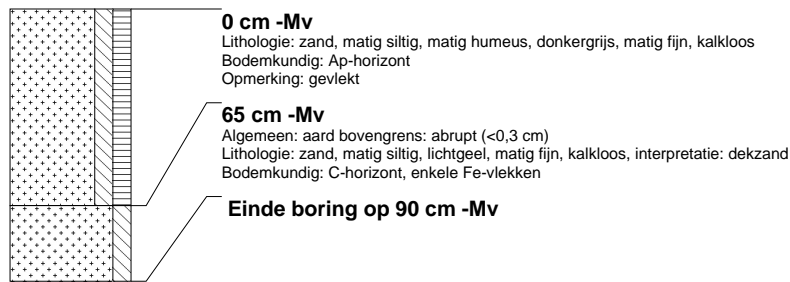 0 cm -Mv
Lithologie: zand, matig siltig, matig humeus, donkergrijs, matig fijn, kalkloos
Bodemkundig: Ap-horizont
Opmerking: gevlekt
65 cm -Mv
Algemeen: aard bovengrens: abrupt (<0,3 cm)
Lithologie: zand, matig siltig, lichtgeel, matig fijn, kalkloos, interpretatie: dekzand
Bodemkundig: C-horizont, enkele Fe-vlekken
Einde boring op 90 cm -Mv